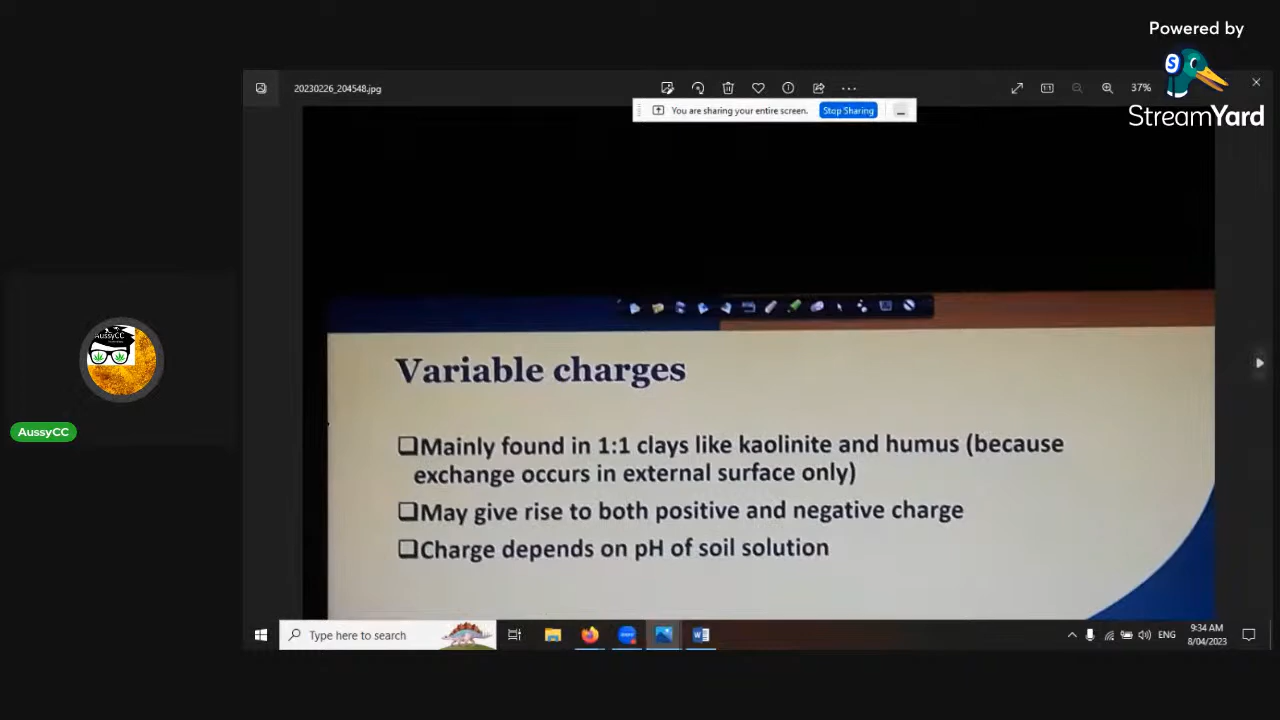 Powered by
StreamYard
20230226_204548.jpg
37%
You are sharing your entire screen.
Stop Sharing
AussyCC
AussyCC
Variable charges
❑Mainly found in 1:1 clays like kaolinite and humus (because
exchange occurs in external surface only)
❑May give rise to both positive and negative charge
❑Charge depends on pH of soil solution
Type here to search
ENG
9:34 AM
8/04/2023